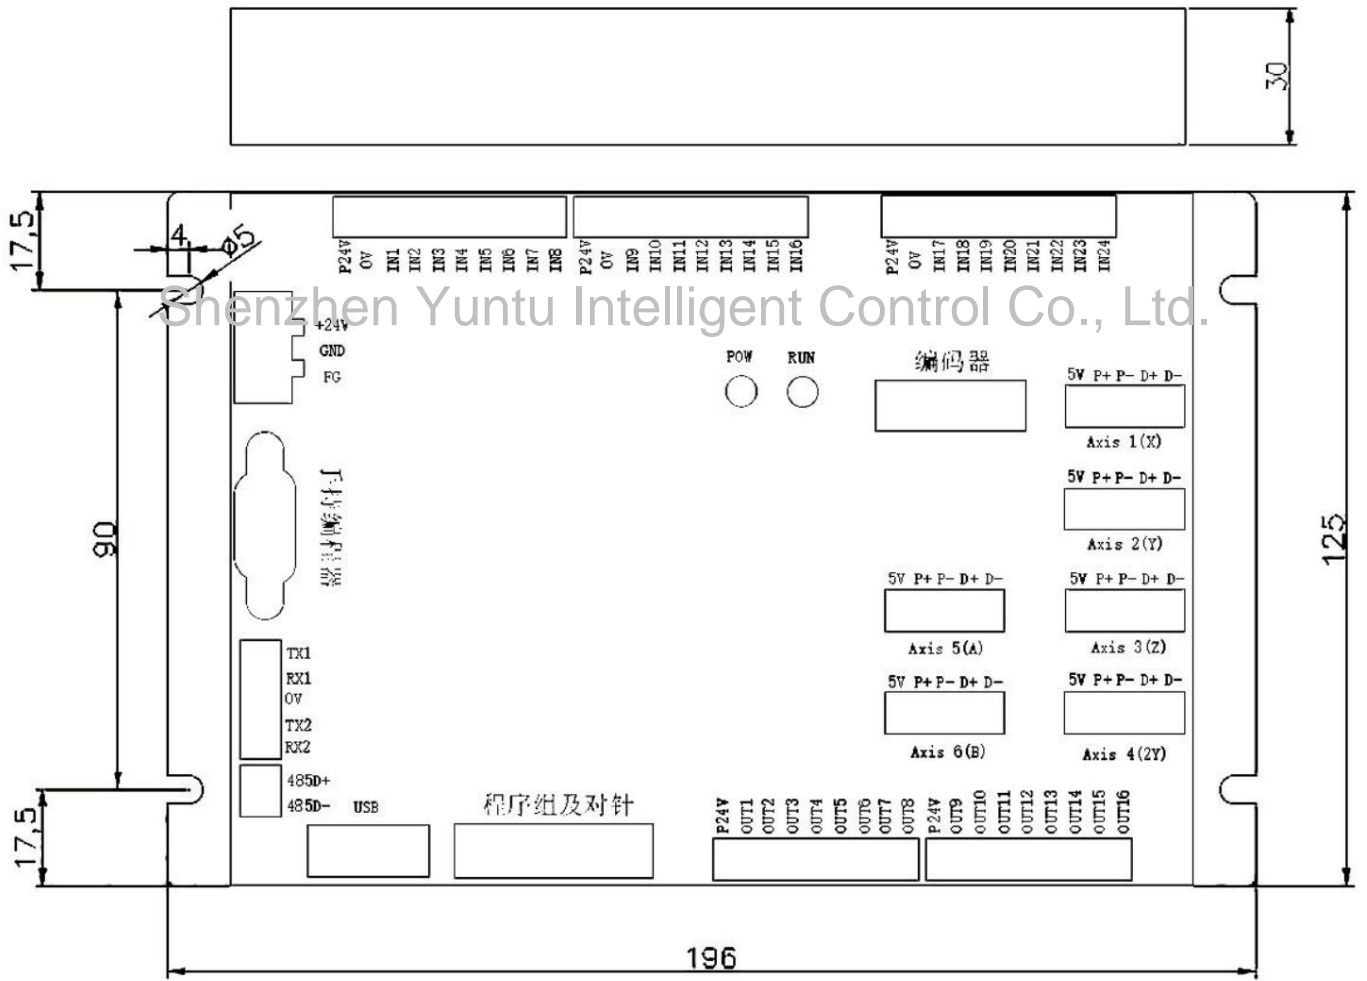 30
17,5
4
ø5
P24V 0V IN1 IN2 IN3 IN4 IN5 IN6 IN7 IN8
P24V 0V IN9 IN10 IN11 IN12 IN13 IN14 IN15 IN16
P24V 0V IN17 IN18 IN19 IN20 IN21 IN22 IN23 IN24
Shenzhen Yuntu Intelligent Control Co., Ltd.
+24V
GND
FG
POW
RUN
编码器
5V P+ P- D+ D-
Axis 1(X)
5V P+ P- D+ D-
Axis 2(Y)
90
125
5V P+ P- D+ D-
Axis 5(A)
5V P+ P- D+ D-
Axis 3(Z)
TX1
RX1
0V
TX2
RX2
5V P+ P- D+ D-
Axis 6(B)
5V P+ P- D+ D-
Axis 4(2Y)
485D+
485D-
USB
程序组及对针
P24V OUT1 OUT2 OUT3 OUT4 OUT5 OUT6 OUT7 OUT8
P24V OUT9 OUT10 OUT11 OUT12 OUT13 OUT14 OUT15 OUT16
17,5
196